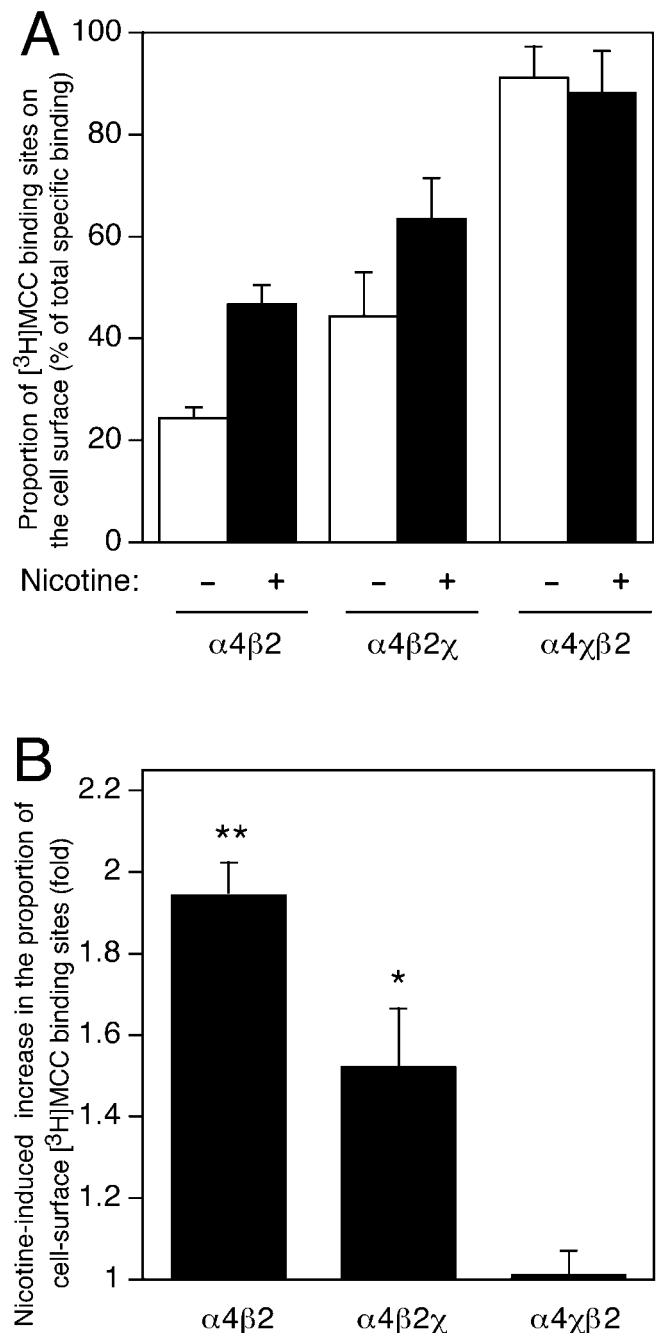 A
Proportion of [³H]MCC binding sites on
the cell surface (% of total specific binding)
100
80
60
40
20
0
Nicotine: – + – + – +
α4β2 α4β2χ α4χβ2
B
Nicotine-induced increase in the proportion of
cell-surface [³H]MCC binding sites (fold)
2.2
2
1.8
1.6
1.4
1.2
1
**
*
α4β2 α4β2χ α4χβ2